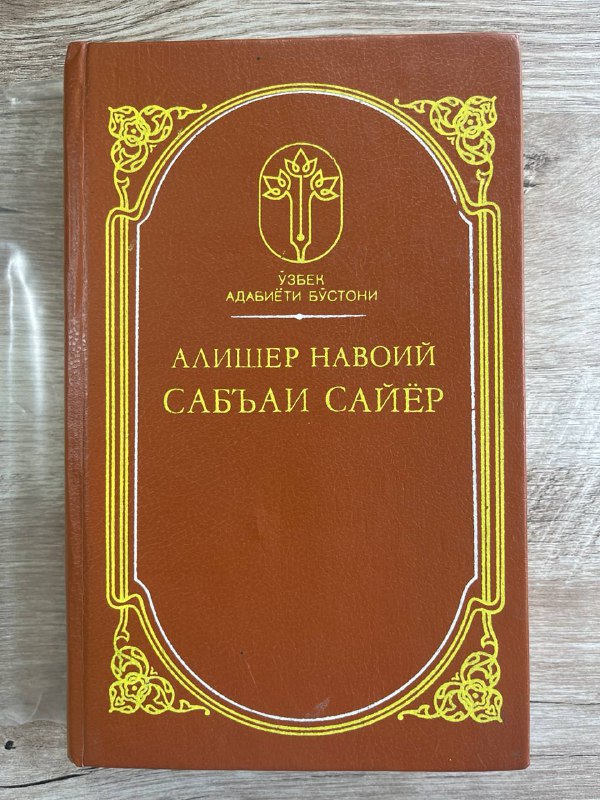 ЎЗБЕК
АДАБИЁТИ БЎСТОНИ
АЛИШЕР НАВОИЙ
САБЪАИ САЙЁР